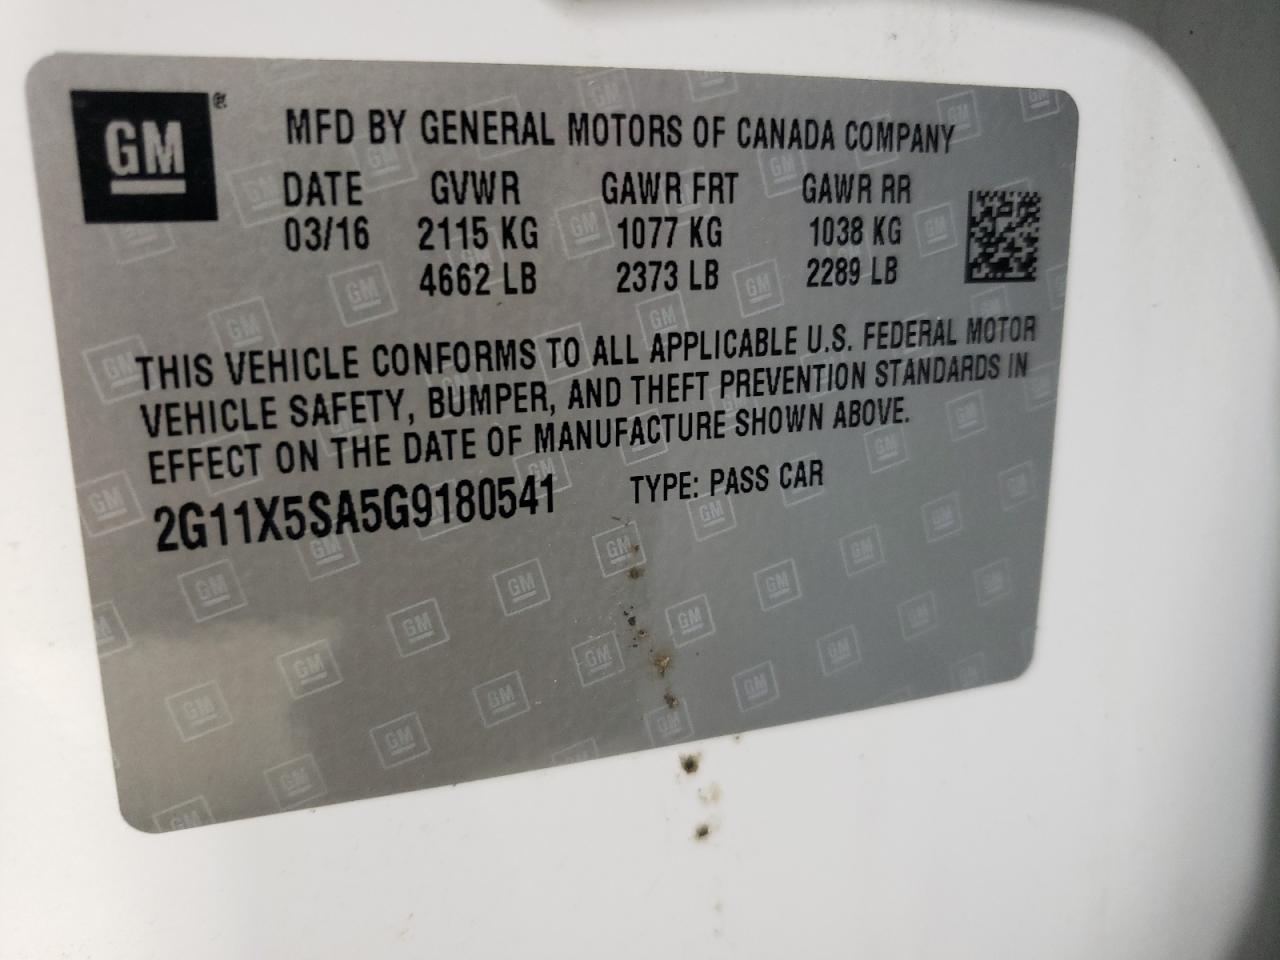 GM ®
MFD BY GENERAL MOTORS OF CANADA COMPANY
DATE GVWR GAWR FRT GAWR RR
03/16 2115 KG 1077 KG 1038 KG
4662 LB 2373 LB 2289 LB
THIS VEHICLE CONFORMS TO ALL APPLICABLE U.S. FEDERAL MOTOR
VEHICLE SAFETY, BUMPER, AND THEFT PREVENTION STANDARDS IN
EFFECT ON THE DATE OF MANUFACTURE SHOWN ABOVE.
2G11X5SA5G9180541 TYPE: PASS CAR